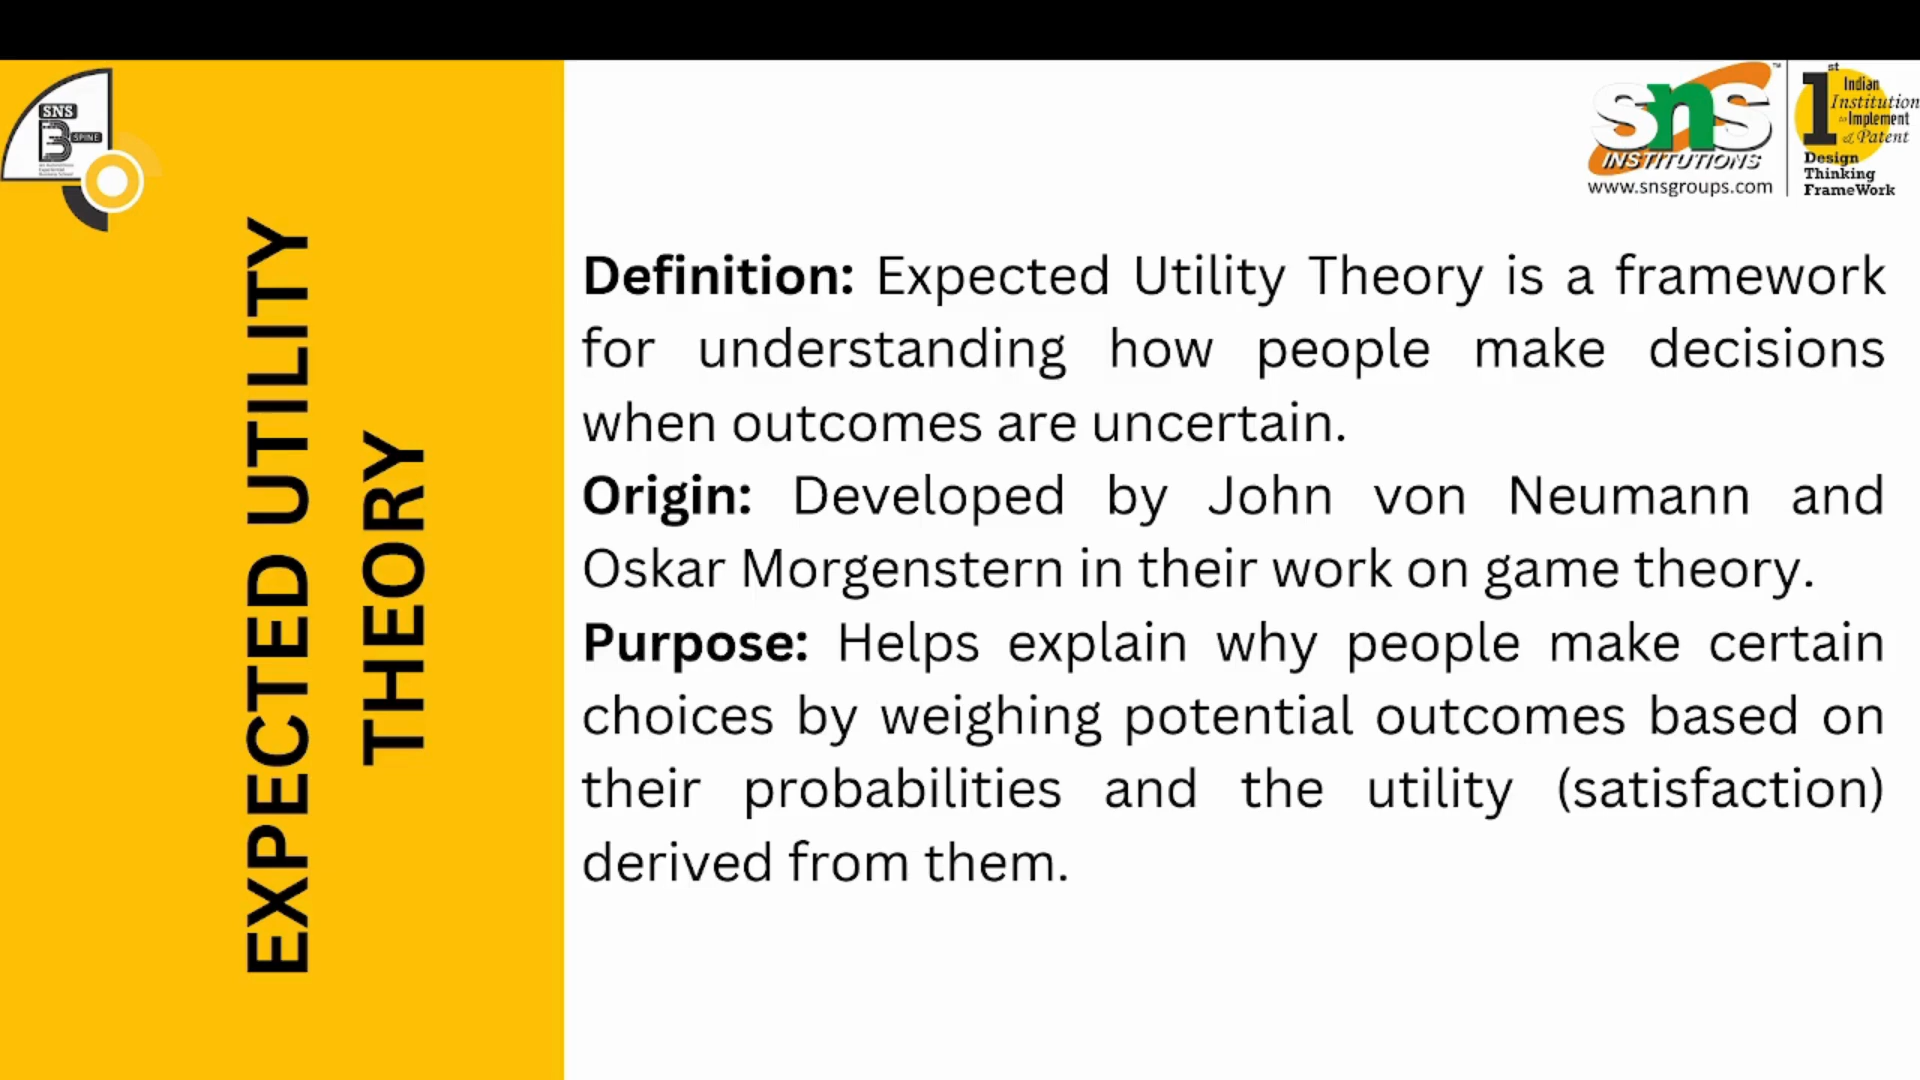 SNS
SPINE
EXPECTED UTILITY
THEORY
sns
INSTITUTIONS
www.snsgroups.com
1st
Indian
Institution
to Implement
& Patent
Design
Thinking
FrameWork
Definition: Expected Utility Theory is a framework
for understanding how people make decisions
when outcomes are uncertain.
Origin: Developed by John von Neumann and
Oskar Morgenstern in their work on game theory.
Purpose: Helps explain why people make certain
choices by weighing potential outcomes based on
their probabilities and the utility (satisfaction)
derived from them.